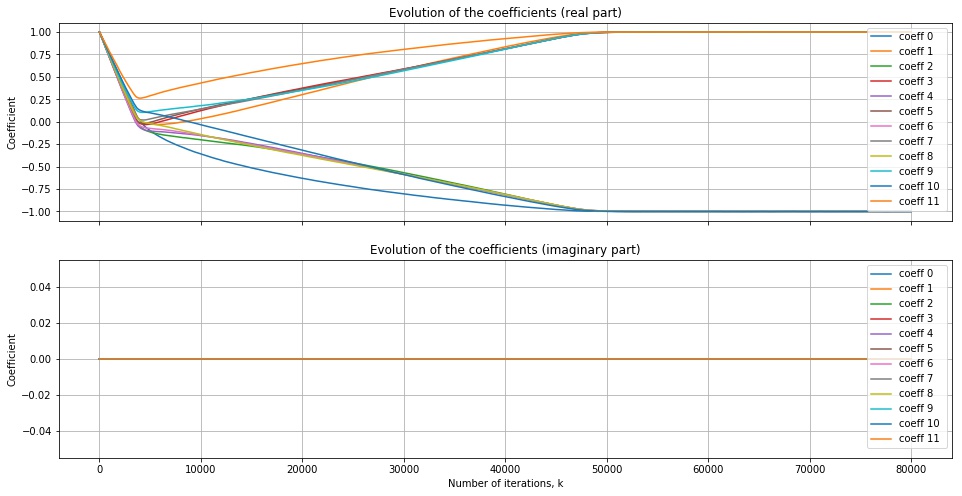 Evolution of the coefficients (real part)
1.00
0.75
0.50
0.25
0.00
−0.25
−0.50
−0.75
−1.00
Coefficient
coeff 0
coeff 1
coeff 2
coeff 3
coeff 4
coeff 5
coeff 6
coeff 7
coeff 8
coeff 9
coeff 10
coeff 11
Evolution of the coefficients (imaginary part)
0.04
0.02
0.00
−0.02
−0.04
Coefficient
coeff 0
coeff 1
coeff 2
coeff 3
coeff 4
coeff 5
coeff 6
coeff 7
coeff 8
coeff 9
coeff 10
coeff 11
0 10000 20000 30000 40000 50000 60000 70000 80000
Number of iterations, k